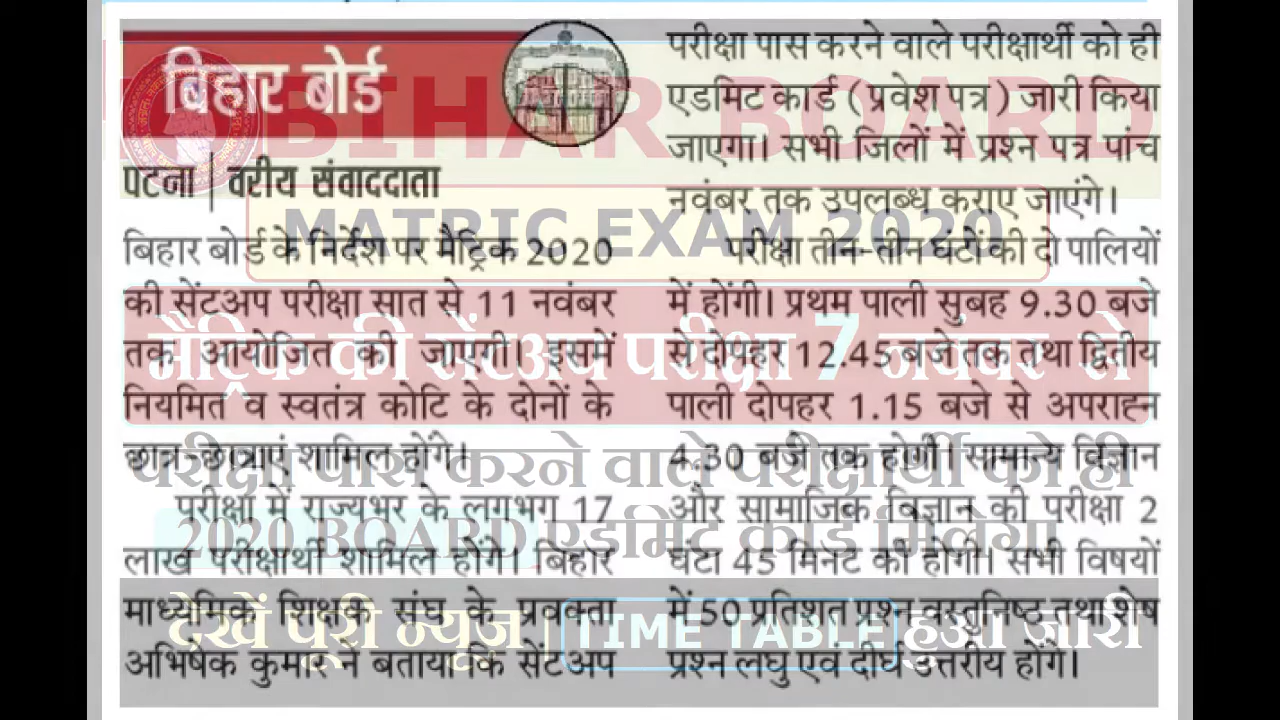 बिहार बोर्ड
पटना | वरीय संवाददाता
बिहार बोर्ड के निर्देश पर मैट्रिक 2020
की सेंटअप परीक्षा सात से 11 नवंबर
तक आयोजित की जाएगी। इसमें
नियमित व स्वतंत्र कोटि के दोनों के
छात्र-छात्राएं शामिल होंगे।
परीक्षा में राज्यभर के लगभग 17
लाख परीक्षार्थी शामिल होंगे। बिहार
माध्यमिक शिक्षक संघ के प्रवक्ता
अभिषेक कुमार ने बताया कि सेंटअप
परीक्षा पास करने वाले परीक्षार्थी को ही
एडमिट कार्ड ( प्रवेश पत्र ) जारी किया
जाएगा। सभी जिलों में प्रश्न पत्र पांच
नवंबर तक उपलब्ध कराए जाएंगे।
परीक्षा तीन-तीन घंटों की दो पालियों
में होंगी। प्रथम पाली सुबह 9.30 बजे
से दोपहर 12.45 बजे तक तथा द्वितीय
पाली दोपहर 1.15 बजे से अपराह्न
4.30 बजे तक होगी। सामान्य विज्ञान
और सामाजिक विज्ञान की परीक्षा 2
घंटा 45 मिनट की होगी। सभी विषयों
में 50 प्रतिशत प्रश्न वस्तुनिष्ठ तथा शेष
प्रश्न लघु एवं दीर्घ उत्तरीय होंगे।
BIHAR BOARD
MATRIC EXAM 2020
मैट्रिक की सेंटअप परीक्षा 7 नवंबर से
परीक्षा पास करने वाले परीक्षार्थी को ही
2020 BOARD एडमिट कार्ड मिलेगा
देखें पूरी न्यूज | TIME TABLE हुआ जारी